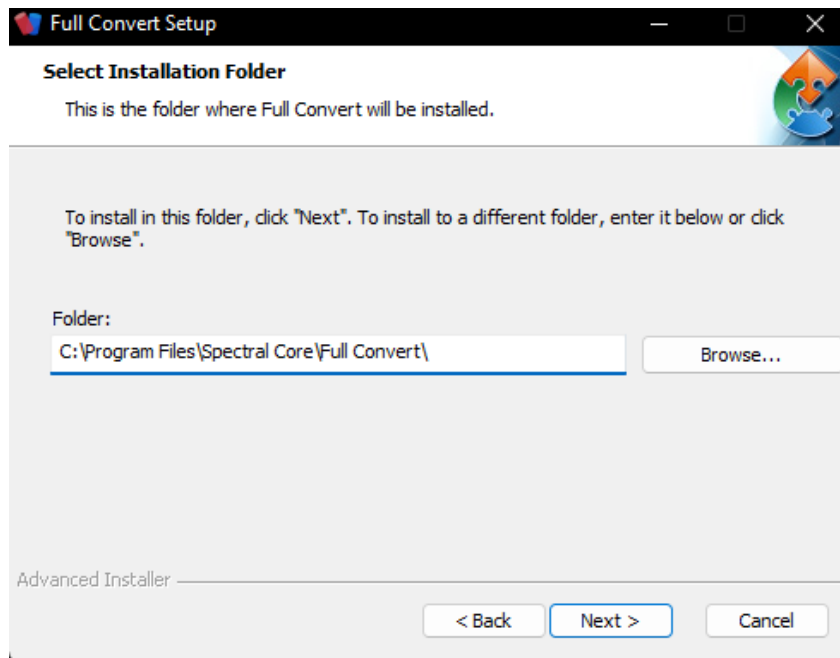 Full Convert Setup
Select Installation Folder
This is the folder where Full Convert will be installed.
To install in this folder, click "Next". To install to a different folder, enter it below or click
"Browse".
Folder:
C:\Program Files\Spectral Core\Full Convert\
Browse...
Advanced Installer
< Back
Next >
Cancel